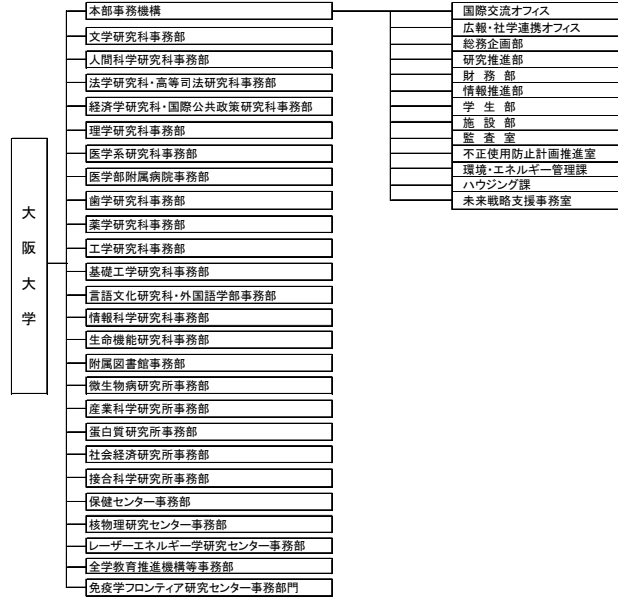 大阪大学
本部事務機構
文学研究科事務部
人間科学研究科事務部
法学研究科・高等司法研究科事務部
経済学研究科・国際公共政策研究科事務部
理学研究科事務部
医学系研究科事務部
医学部附属病院事務部
歯学研究科事務部
薬学研究科事務部
工学研究科事務部
基礎工学研究科事務部
言語文化研究科・外国語学部事務部
情報科学研究科事務部
生命機能研究科事務部
附属図書館事務部
微生物病研究所事務部
産業科学研究所事務部
蛋白質研究所事務部
社会経済研究所事務部
接合科学研究所事務部
保健センター事務部
核物理研究センター事務部
レーザーエネルギー学研究センター事務部
全学教育推進機構等事務部
免疫学フロンティア研究センター事務部門
国際交流オフィス
広報・社学連携オフィス
総務企画部
研究推進部
財 務 部
情報推進部
学 生 部
施 設 部
監 査 室
不正使用防止計画推進室
環境・エネルギー管理課
ハウジング課
未来戦略支援事務室